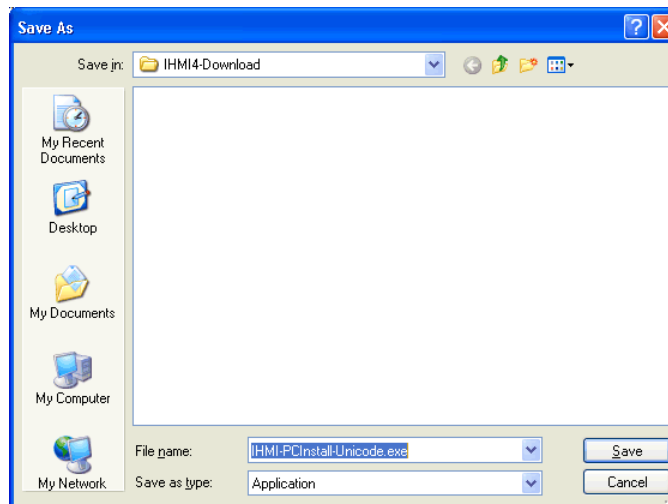 Save As
Save in:
IHMI4-Download
My Recent
Documents
Desktop
My Documents
My Computer
My Network
File name:
IHMI-PCInstall-Unicode.exe
Save
Save as type:
Application
Cancel